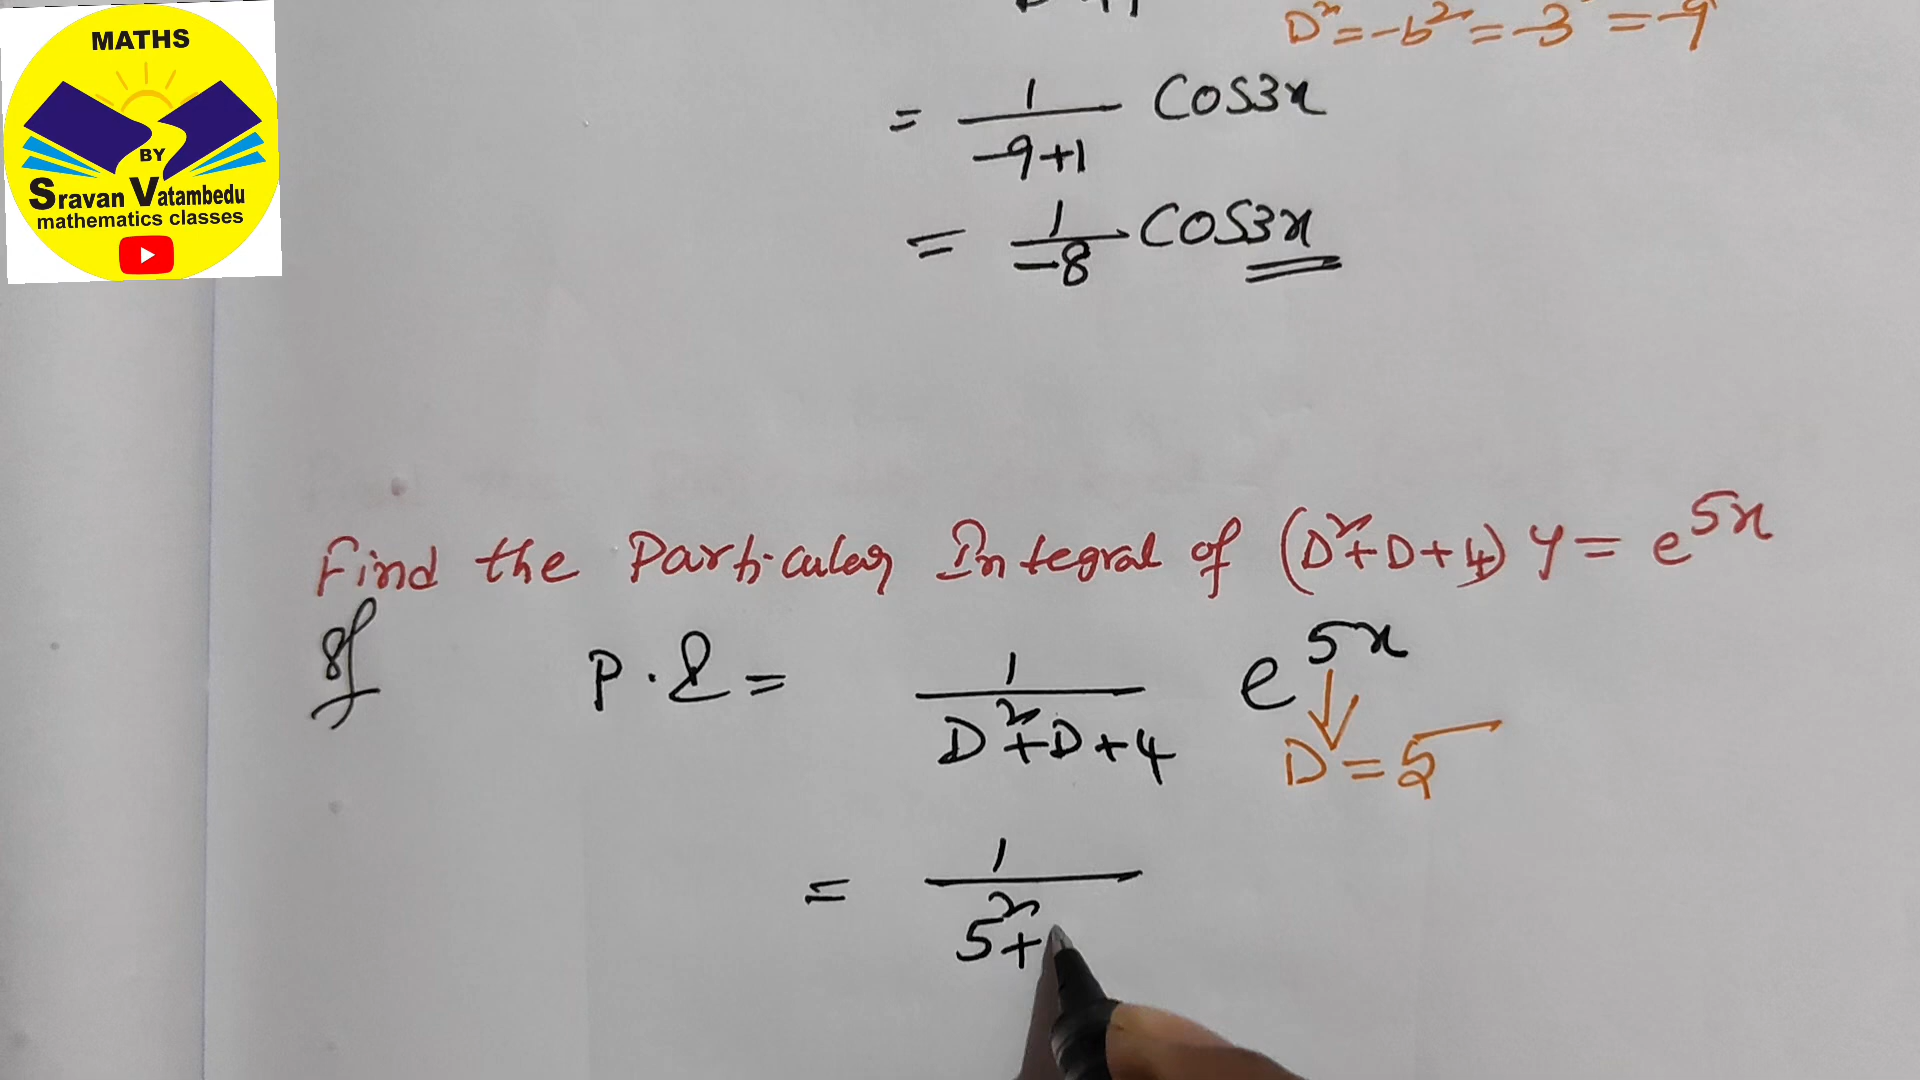 MATHS
BY
Sravan Vatambedu
mathematics classes
D² = -b² = -3² = -9
= 1/(-9+1) cos3x
= 1/-8 cos3x
Find the Particular Integral of (D²+D+4) y = e^5x
P.I = 1/(D²+D+4) e^5x
D = 5
= 1/(5²+